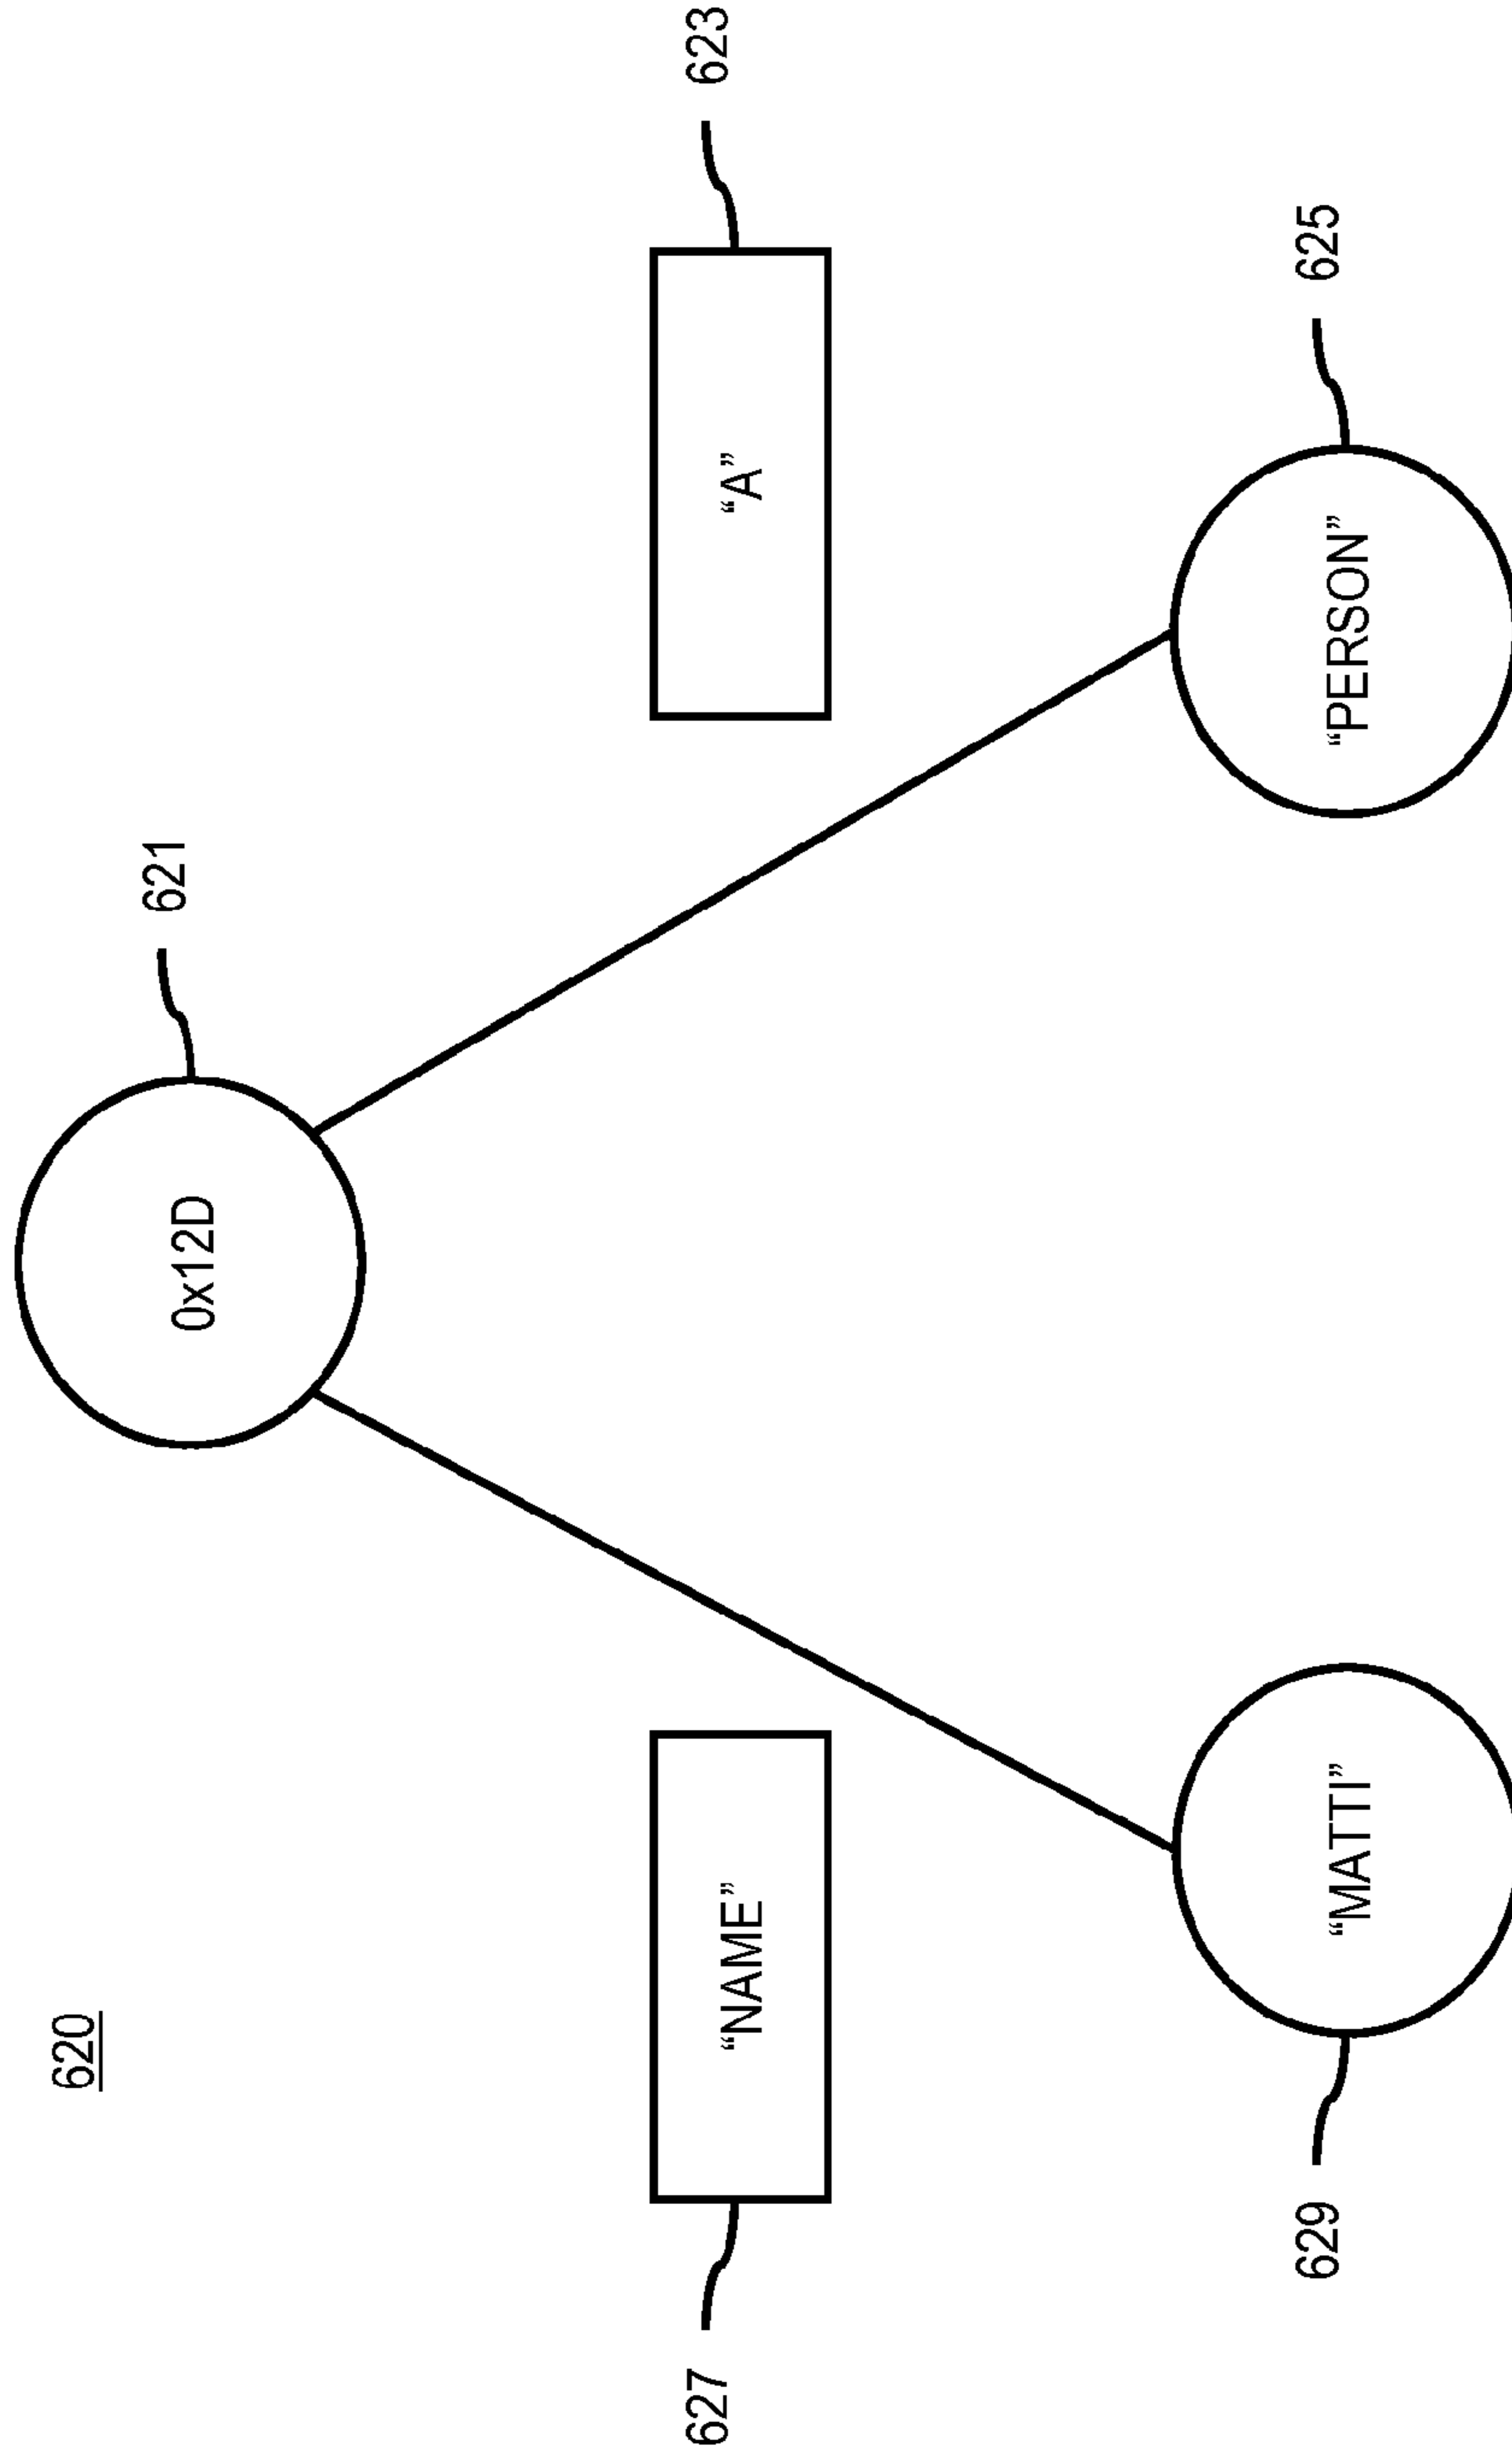 620
0x12D
621
627
“NAME”
“A”
623
629
“MATTI”
“PERSON”
625